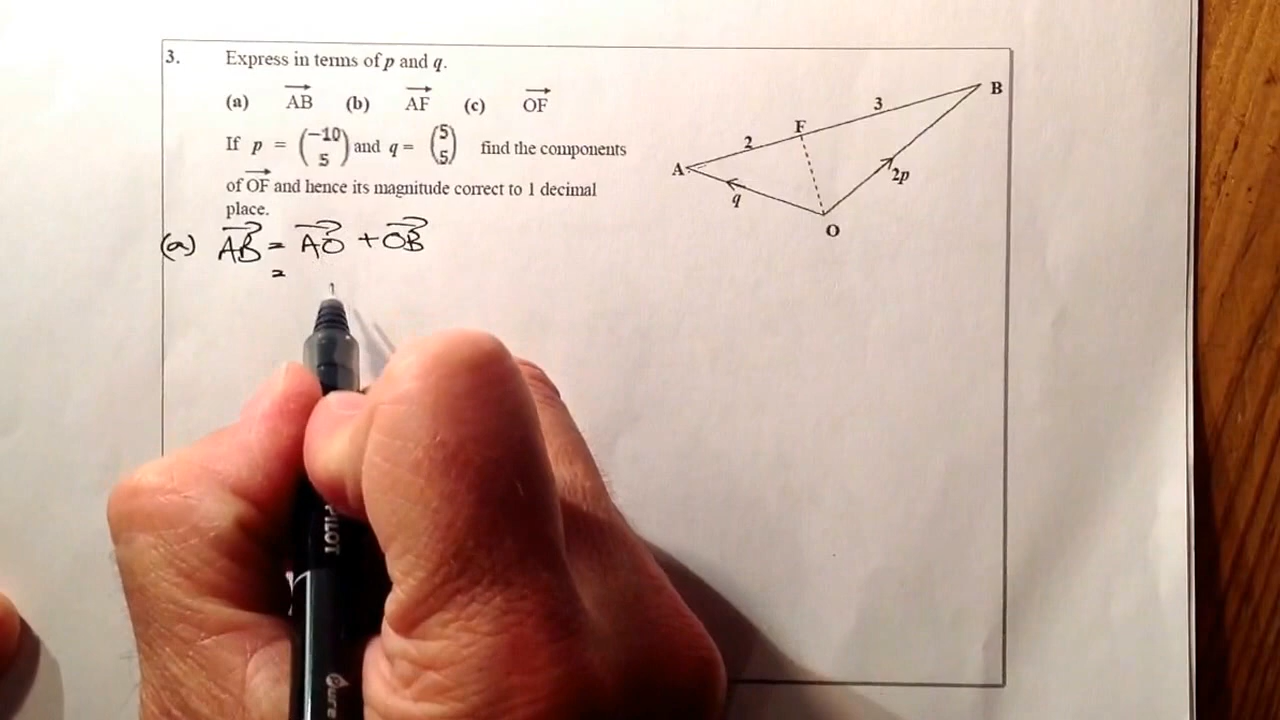 3. Express in terms of p and q.
(a) AB (b) AF (c) OF
If p = (−10 5) and q = (5 5) find the components
of OF and hence its magnitude correct to 1 decimal
place.
(a) AB = AO + OB
=
B
3
F
2
A
2p
q
O
PILOT
Pure